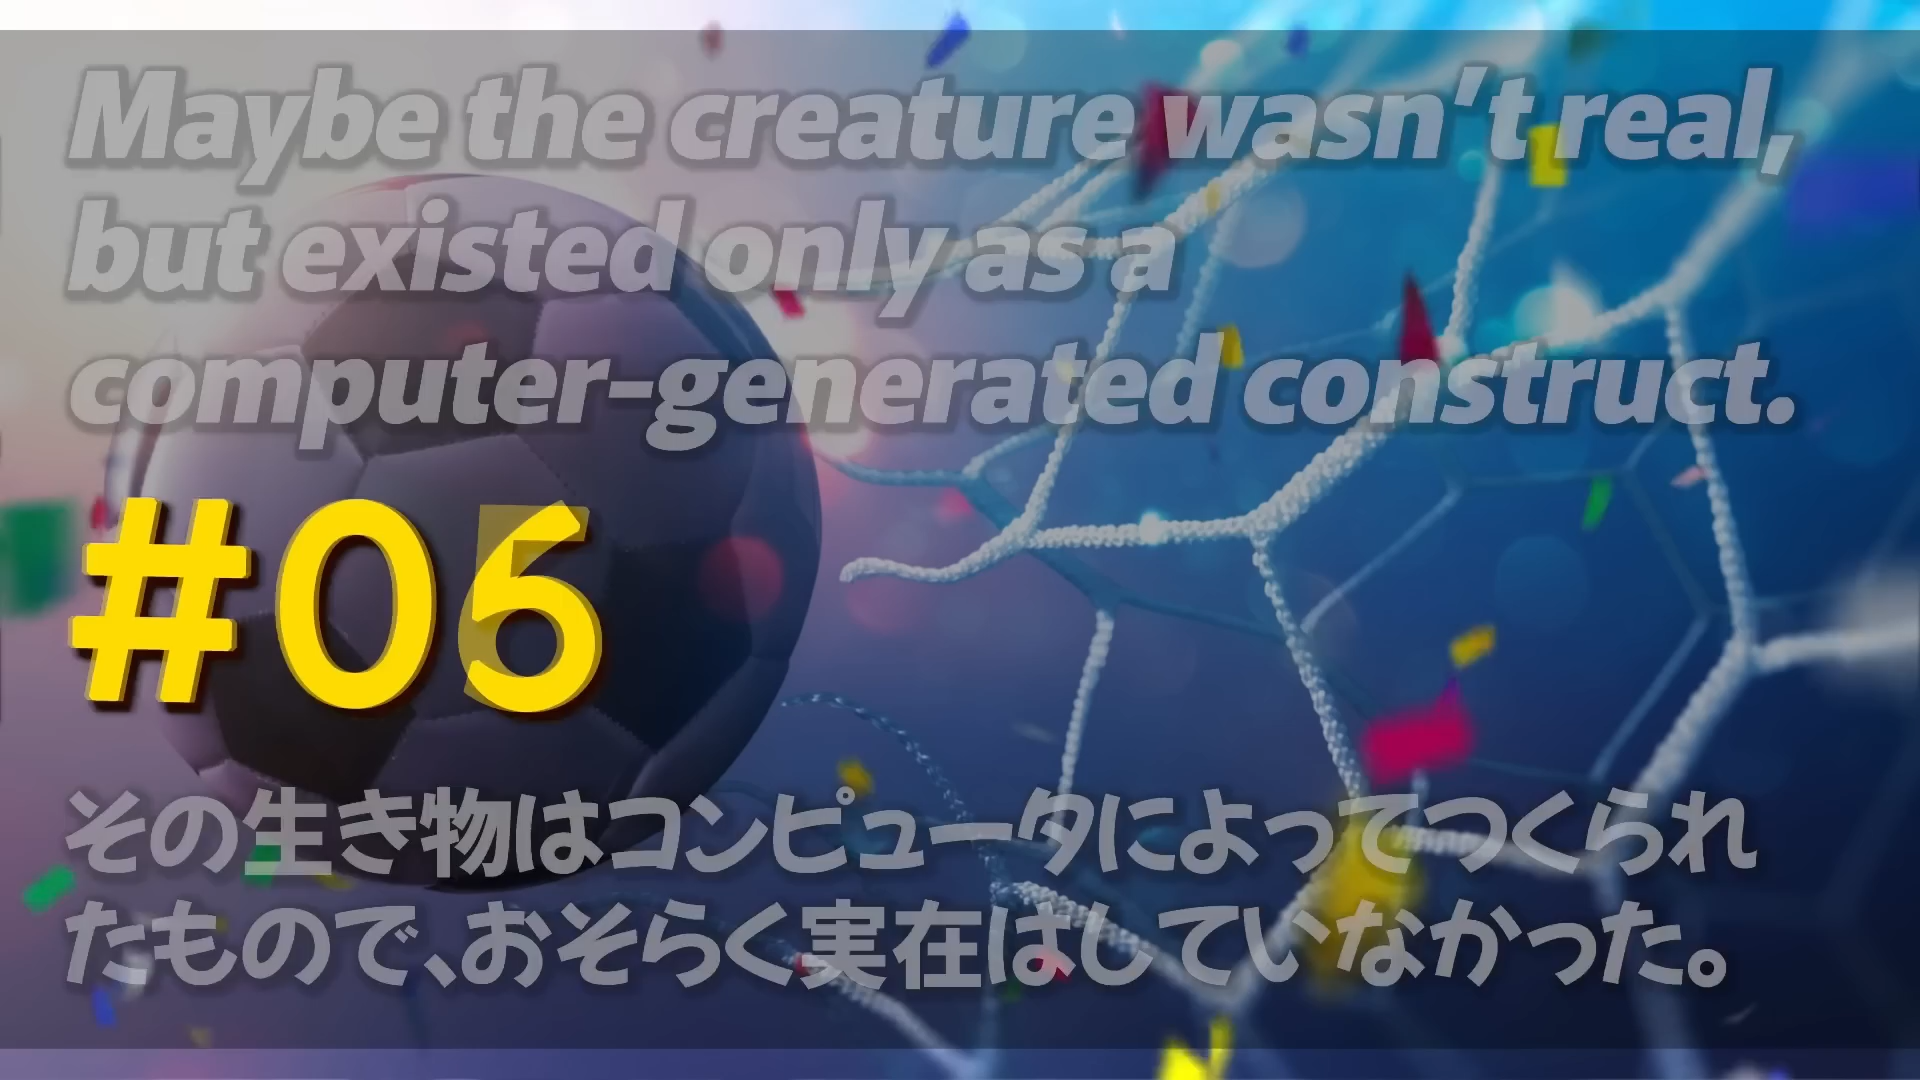 Maybe the creature wasn't real,
but existed only as a
computer-generated construct.
その生き物はコンピュータによってつくられ
たもので、おそらく実在はしていなかった。